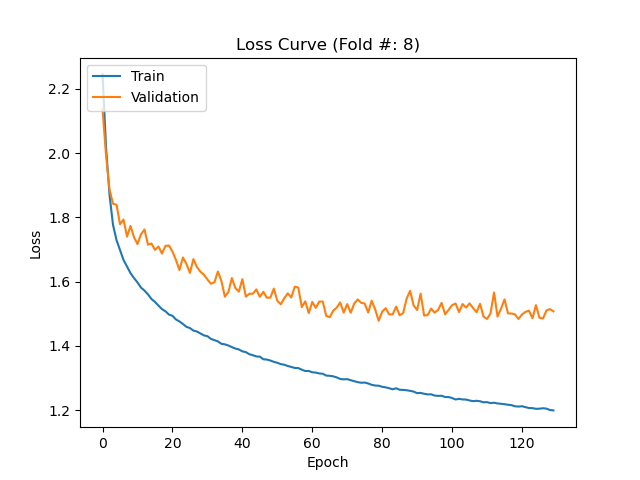 Loss Curve (Fold #: 8)
Train
Validation
2.2
2.0
1.8
1.6
1.4
1.2
Loss
0 20 40 60 80 100 120
Epoch